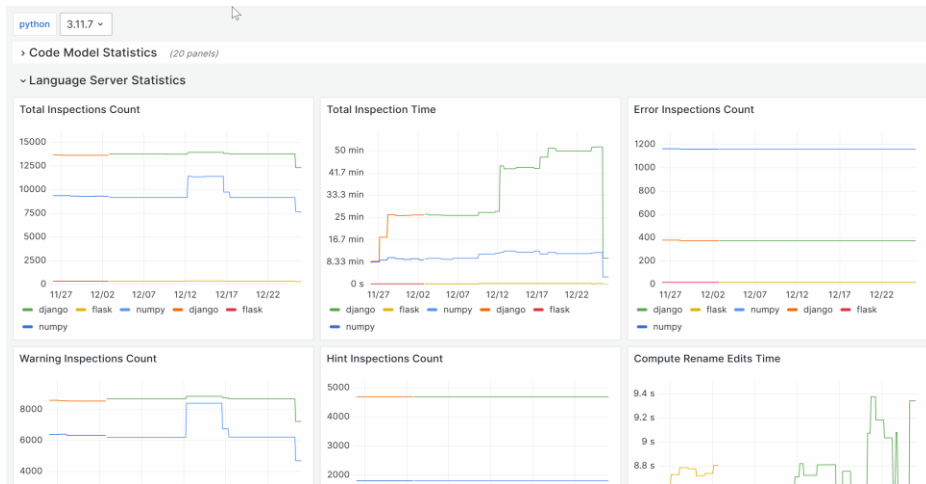 python 3.11.7
Code Model Statistics (20 panels)
Language Server Statistics
Total Inspections Count
15000
12500
10000
7500
5000
2500
0
11/27 12/02 12/07 12/12 12/17 12/22
django flask numpy django flask
numpy
Total Inspection Time
50 min
41.7 min
33.3 min
25 min
16.7 min
8.33 min
0 s
11/27 12/02 12/07 12/12 12/17 12/22
django flask numpy django flask
numpy
Error Inspections Count
1200
1000
800
600
400
200
0
11/27 12/02 12/07 12/12 12/17 12/22
django flask numpy django flask
numpy
Warning Inspections Count
8000
6000
4000
Hint Inspections Count
5000
4000
3000
2000
Compute Rename Edits Time
9.4 s
9.2 s
9 s
8.8 s